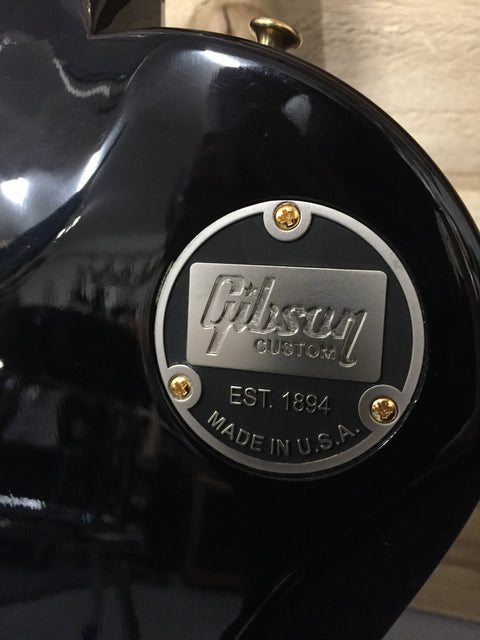 Gibson
CUSTOM
EST. 1894
MADE IN U.S.A.